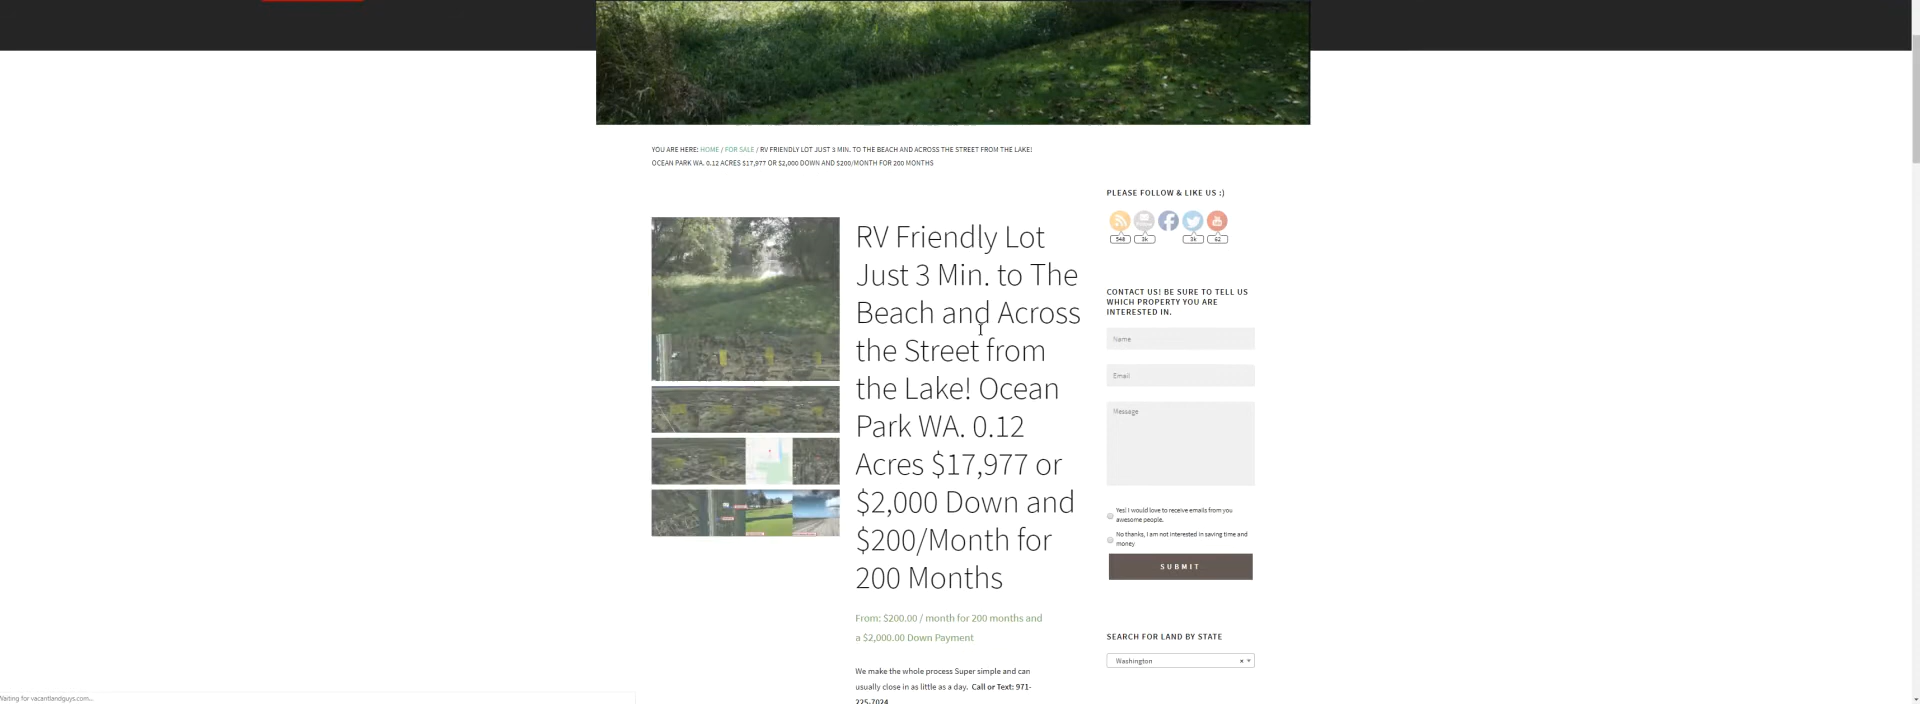 YOU ARE HERE: HOME / FOR SALE / RV FRIENDLY LOT JUST 3 MIN. TO THE BEACH AND ACROSS THE STREET FROM THE LAKE!
OCEAN PARK WA. 0.12 ACRES $17,977 OR $2,000 DOWN AND $200/MONTH FOR 200 MONTHS
RV Friendly Lot
Just 3 Min. to The
Beach and Across
the Street from
the Lake! Ocean
Park WA. 0.12
Acres $17,977 or
$2,000 Down and
$200/Month for
200 Months
From: $200.00 / month for 200 months and
a $2,000.00 Down Payment
We make the whole process Super simple and can
usually close in as little as a day. Call or Text: 971-
225-7024
PLEASE FOLLOW & LIKE US :)
548
3k
3k
62
CONTACT US! BE SURE TO TELL US
WHICH PROPERTY YOU ARE
INTERESTED IN.
Name
Email
Message
Yes! I would love to receive emails from you
awesome people.
No thanks, I am not interested in saving time and
money
SUBMIT
SEARCH FOR LAND BY STATE
Washington
Waiting for vacantlandguys.com...